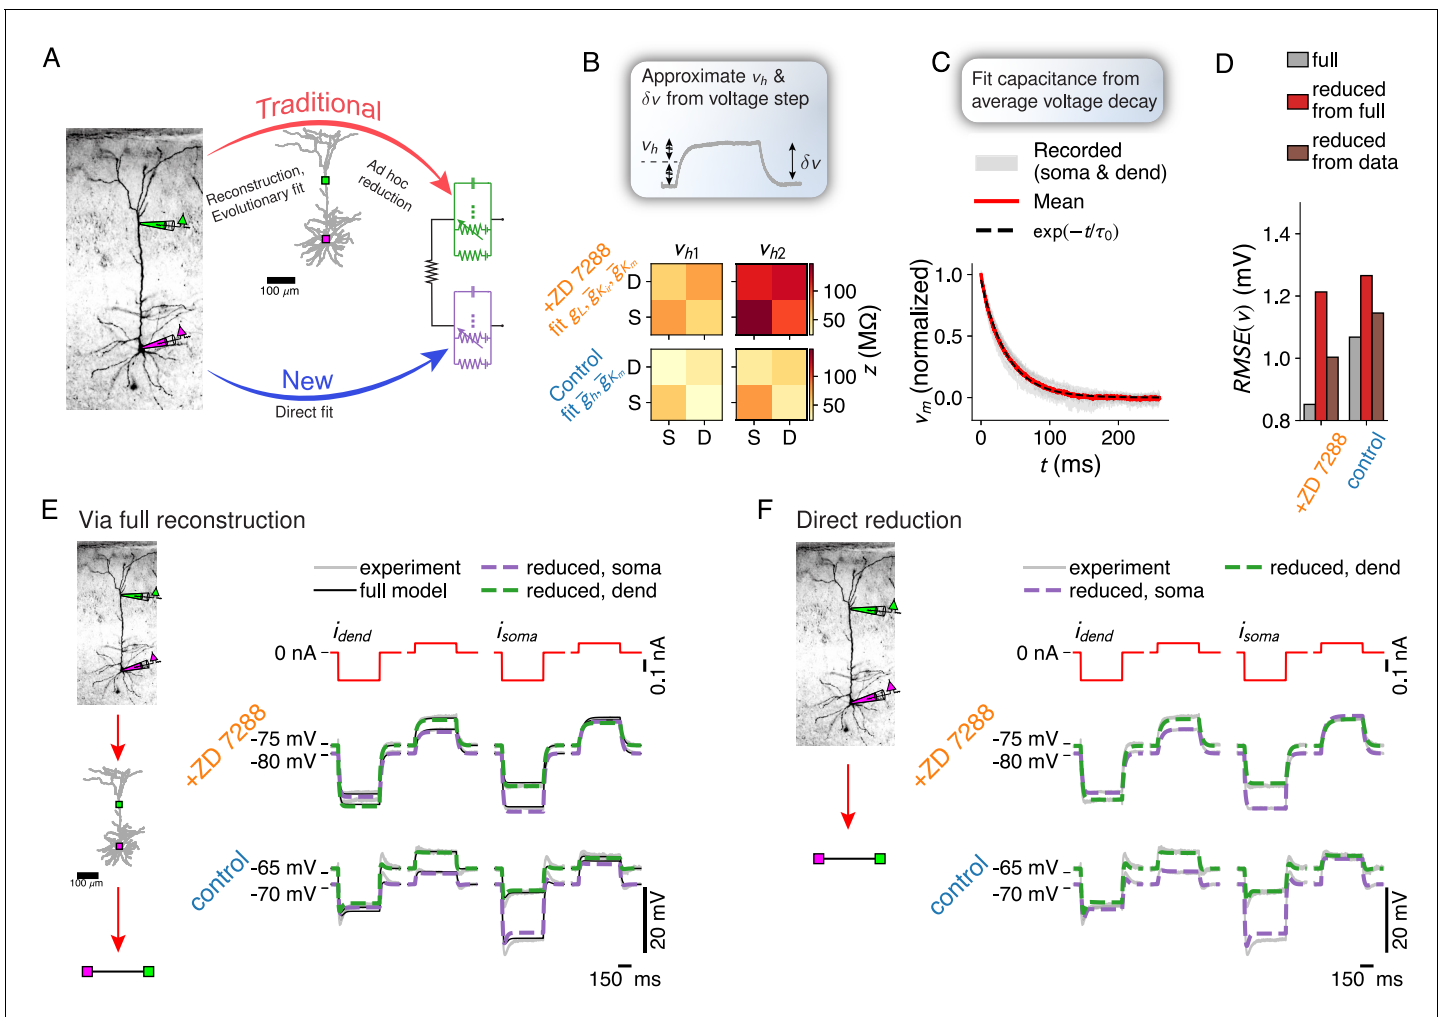 A
Traditional
Reconstruction,
Evolutionary fit
Ad hoc
reduction
100 μm
New
Direct fit
B
Approximate vh &
δv from voltage step
vh
δv
vh1
vh2
+ZD 7288
fit gL, ḡKir, ḡKm
D
S
100
50
z (MΩ)
Control
fit ḡh, ḡKm
D
S
100
50
S
D
S
D
C
Fit capacitance from
average voltage decay
Recorded
(soma & dend)
Mean
exp(−t/τ0)
vm (normalized)
1.0
0.5
0.0
0
100
200
t (ms)
D
full
reduced
from full
reduced
from data
RMSE(v) (mV)
1.4
1.2
1.0
0.8
+ZD 7288
control
E
Via full reconstruction
experiment
full model
reduced, soma
reduced, dend
idend
isoma
0 nA
0.1 nA
+ZD 7288
-75 mV
-80 mV
control
-65 mV
-70 mV
20 mV
150 ms
100 μm
F
Direct reduction
experiment
reduced, soma
reduced, dend
idend
isoma
0 nA
0.1 nA
+ZD 7288
-75 mV
-80 mV
control
-65 mV
-70 mV
20 mV
150 ms